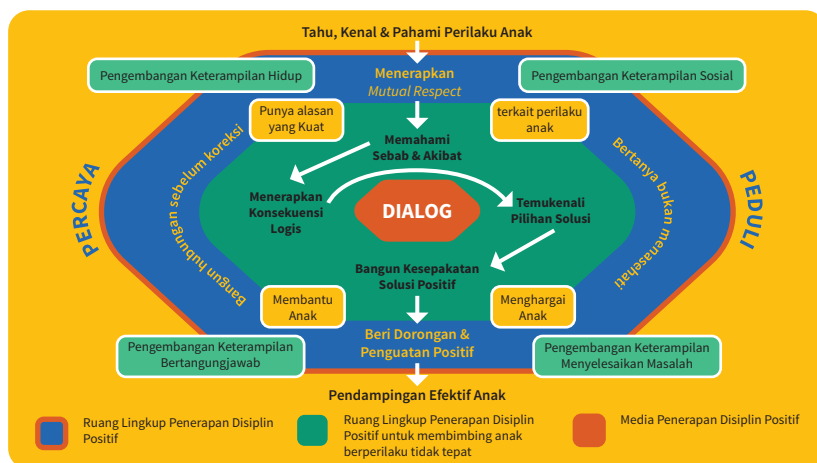 Tahu, Kenal & Pahami Perilaku Anak
Pengembangan Keterampilan Hidup
Menerapkan
Mutual Respect
Pengembangan Keterampilan Sosial
Punya alasan
yang Kuat
terkait perilaku
anak
Memahami
Sebab & Akibat
PERCAYA
Bangun hubungan sebelum koreksi
Menerapkan
Konsekuensi
Logis
DIALOG
Temukenali
Pilihan Solusi
Bertanya bukan menasehati
PEDULI
Bangun Kesepakatan
Solusi Positif
Membantu
Anak
Menghargai
Anak
Beri Dorongan &
Penguatan Positif
Pengembangan Keterampilan
Bertangungjawab
Pengembangan Keterampilan
Menyelesaikan Masalah
Pendampingan Efektif Anak
Ruang Lingkup Penerapan Disiplin
Positif
Ruang Lingkup Penerapan Disiplin
Positif untuk membimbing anak
berperilaku tidak tepat
Media Penerapan Disiplin Positif